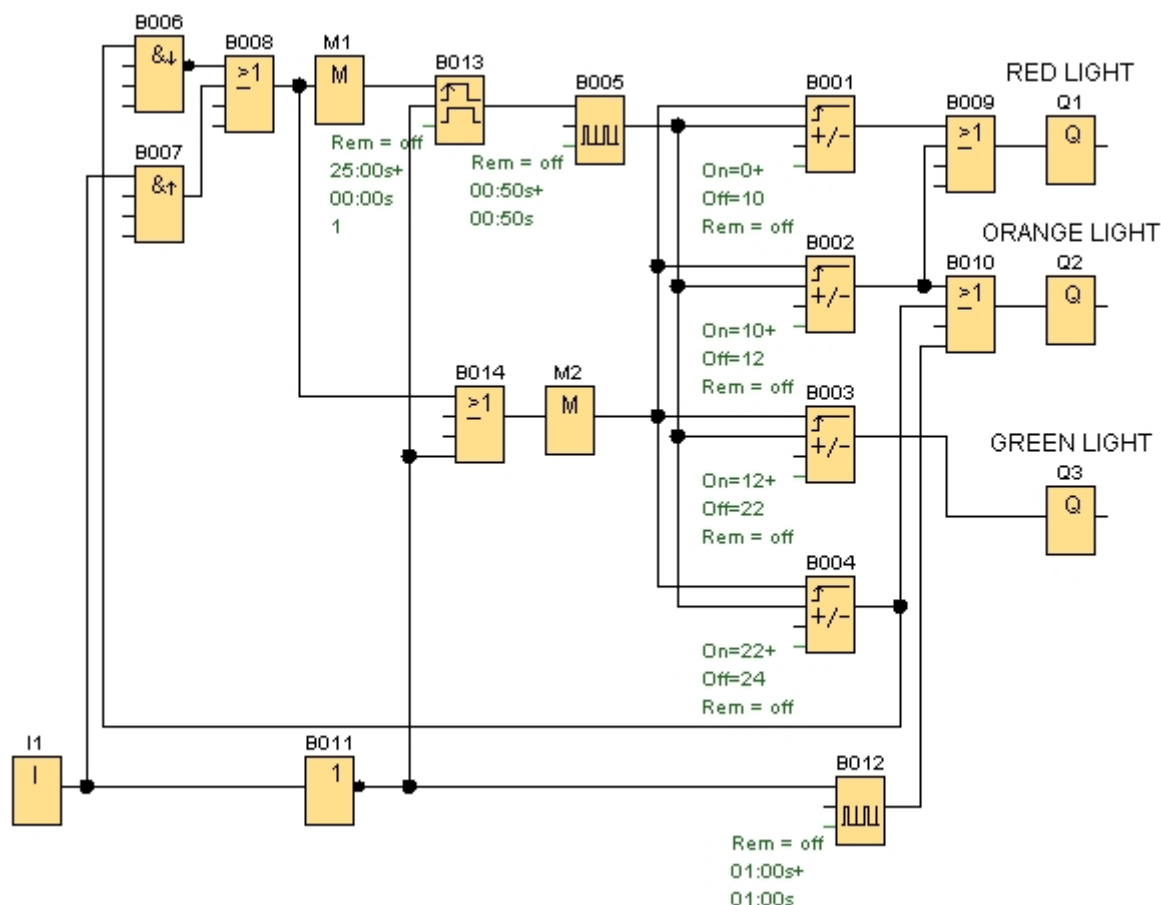 B006
&↓
B008
>1
M1
M
B013
Rem = off
25:00s+
00:00s
1
B005
Rem = off
00:50s+
00:50s
B001
+/-
On=0+
Off=10
Rem = off
B009
>1
RED LIGHT
Q1
Q
B007
&↑
B002
+/-
On=10+
Off=12
Rem = off
ORANGE LIGHT
B010
>1
Q2
Q
B014
>1
M2
M
B003
+/-
On=12+
Off=22
Rem = off
GREEN LIGHT
Q3
Q
B004
+/-
On=22+
Off=24
Rem = off
I1
I
B011
1
B012
Rem = off
01:00s+
01:00s